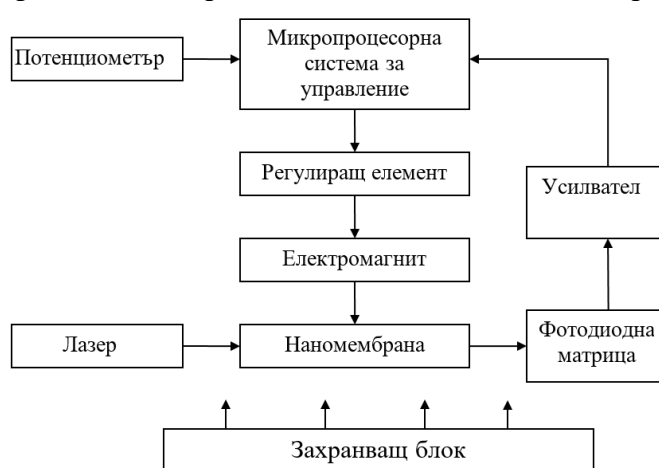 Потенциометър
Микропроцесорна
система за
управление
Регулиращ елемент
Усилвател
Електромагнит
Лазер
Наномембрана
Фотодиодна
матрица
Захранващ блок